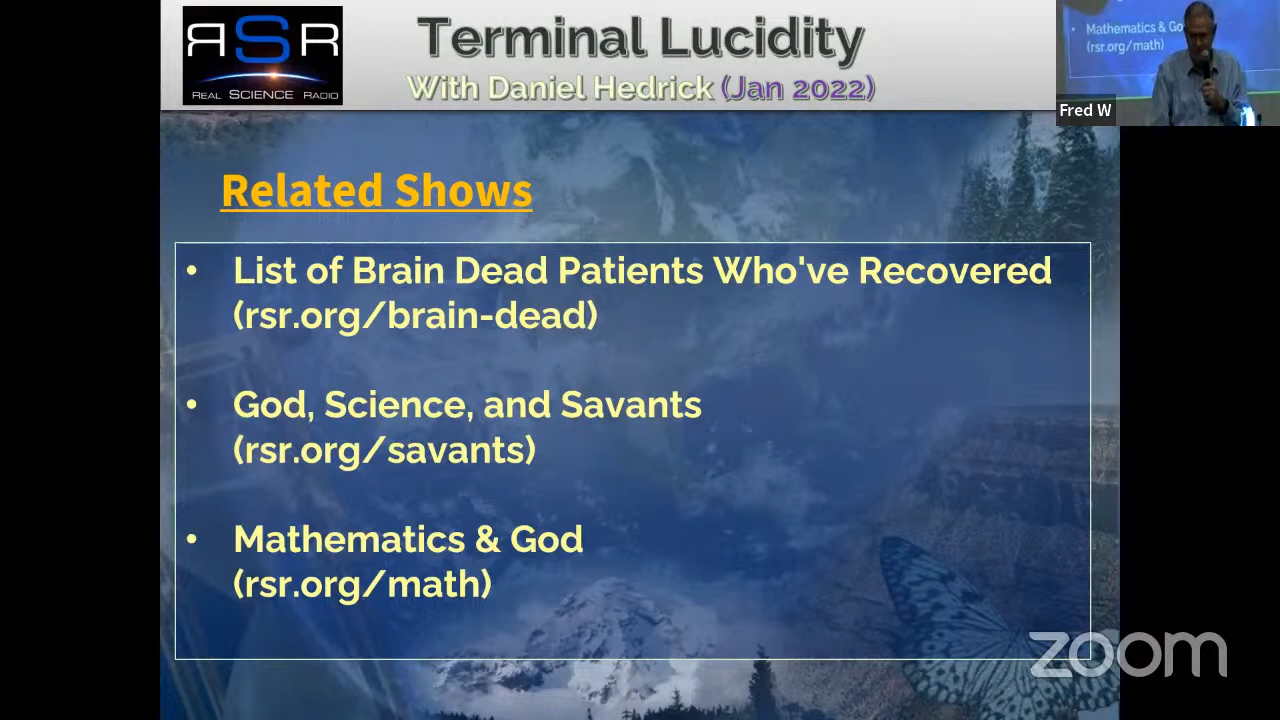 RSR
REAL SCIENCE RADIO
Terminal Lucidity
With Daniel Hedrick (Jan 2022)
• Mathematics & Go
(rsr.org/math)
Fred W
Related Shows
• List of Brain Dead Patients Who've Recovered
(rsr.org/brain-dead)
• God, Science, and Savants
(rsr.org/savants)
• Mathematics & God
(rsr.org/math)
zoom